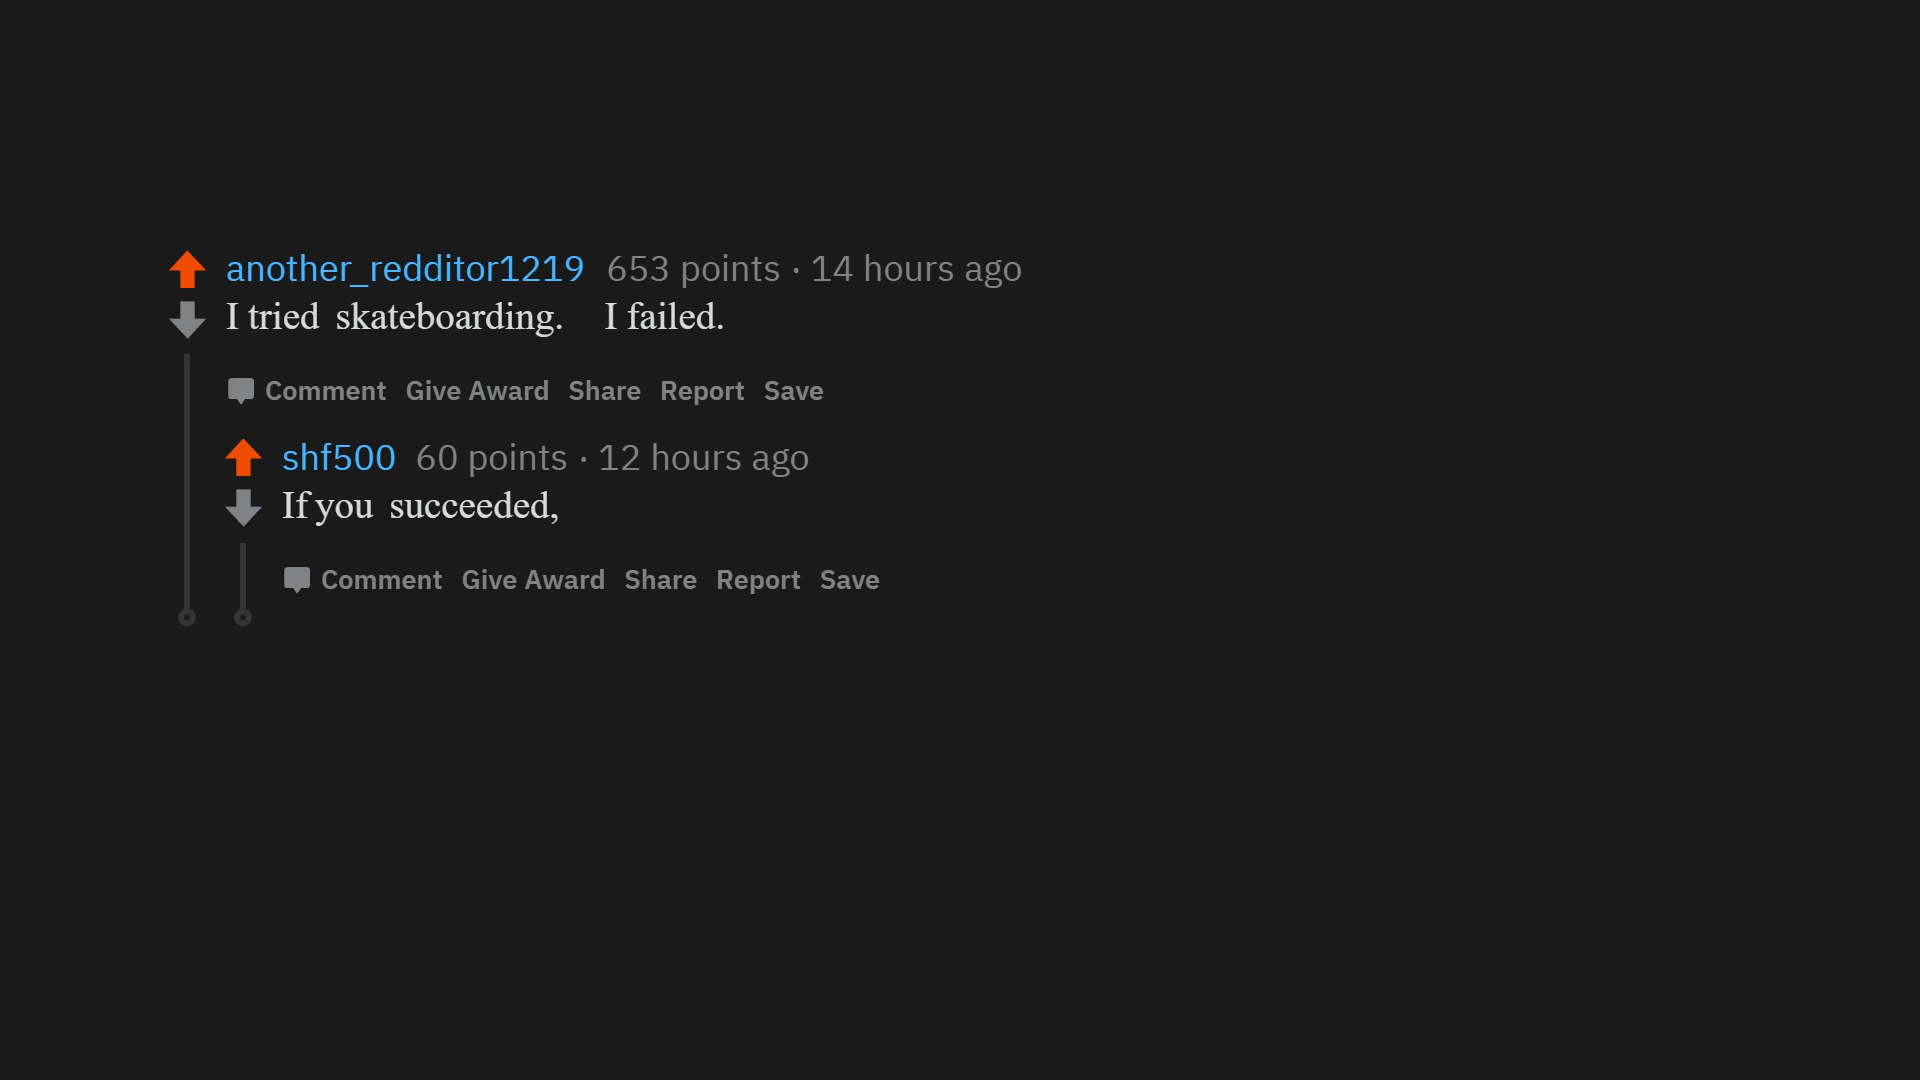 another_redditor1219 653 points · 14 hours ago
I tried skateboarding. I failed.
Comment Give Award Share Report Save
shf500 60 points · 12 hours ago
If you succeeded,
Comment Give Award Share Report Save